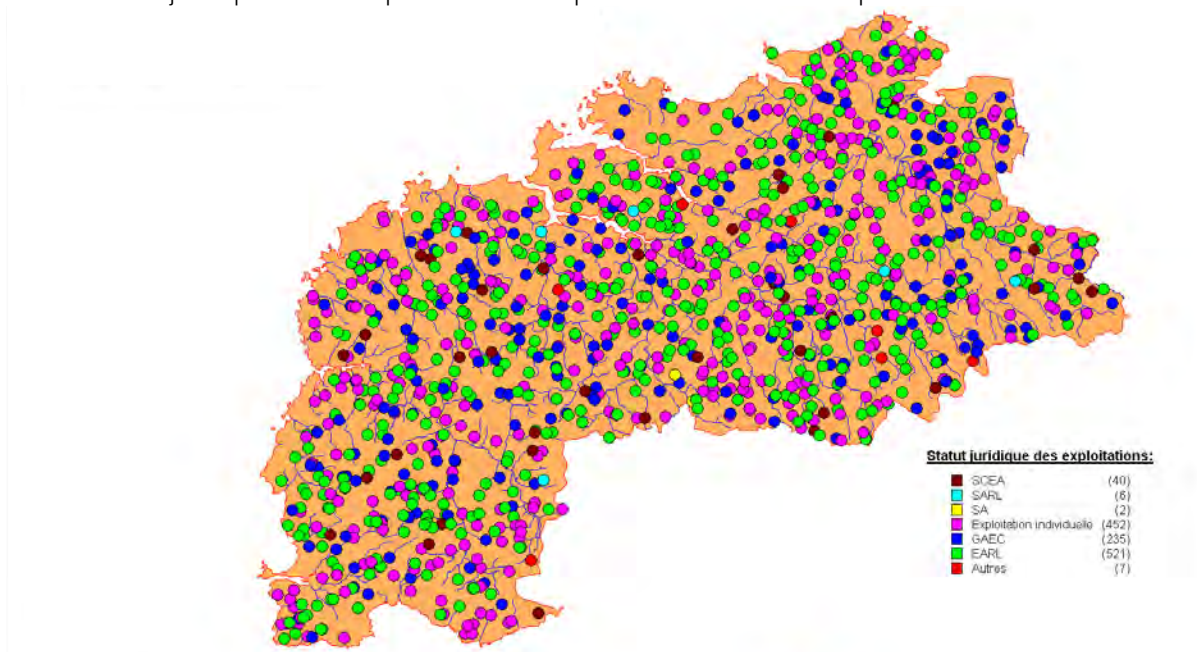 Statut juridique des exploitations:
SCEA (40)
SARL (6)
SA (2)
Exploitation individuelle (452)
GAEC (235)
EARL (521)
Autres (7)